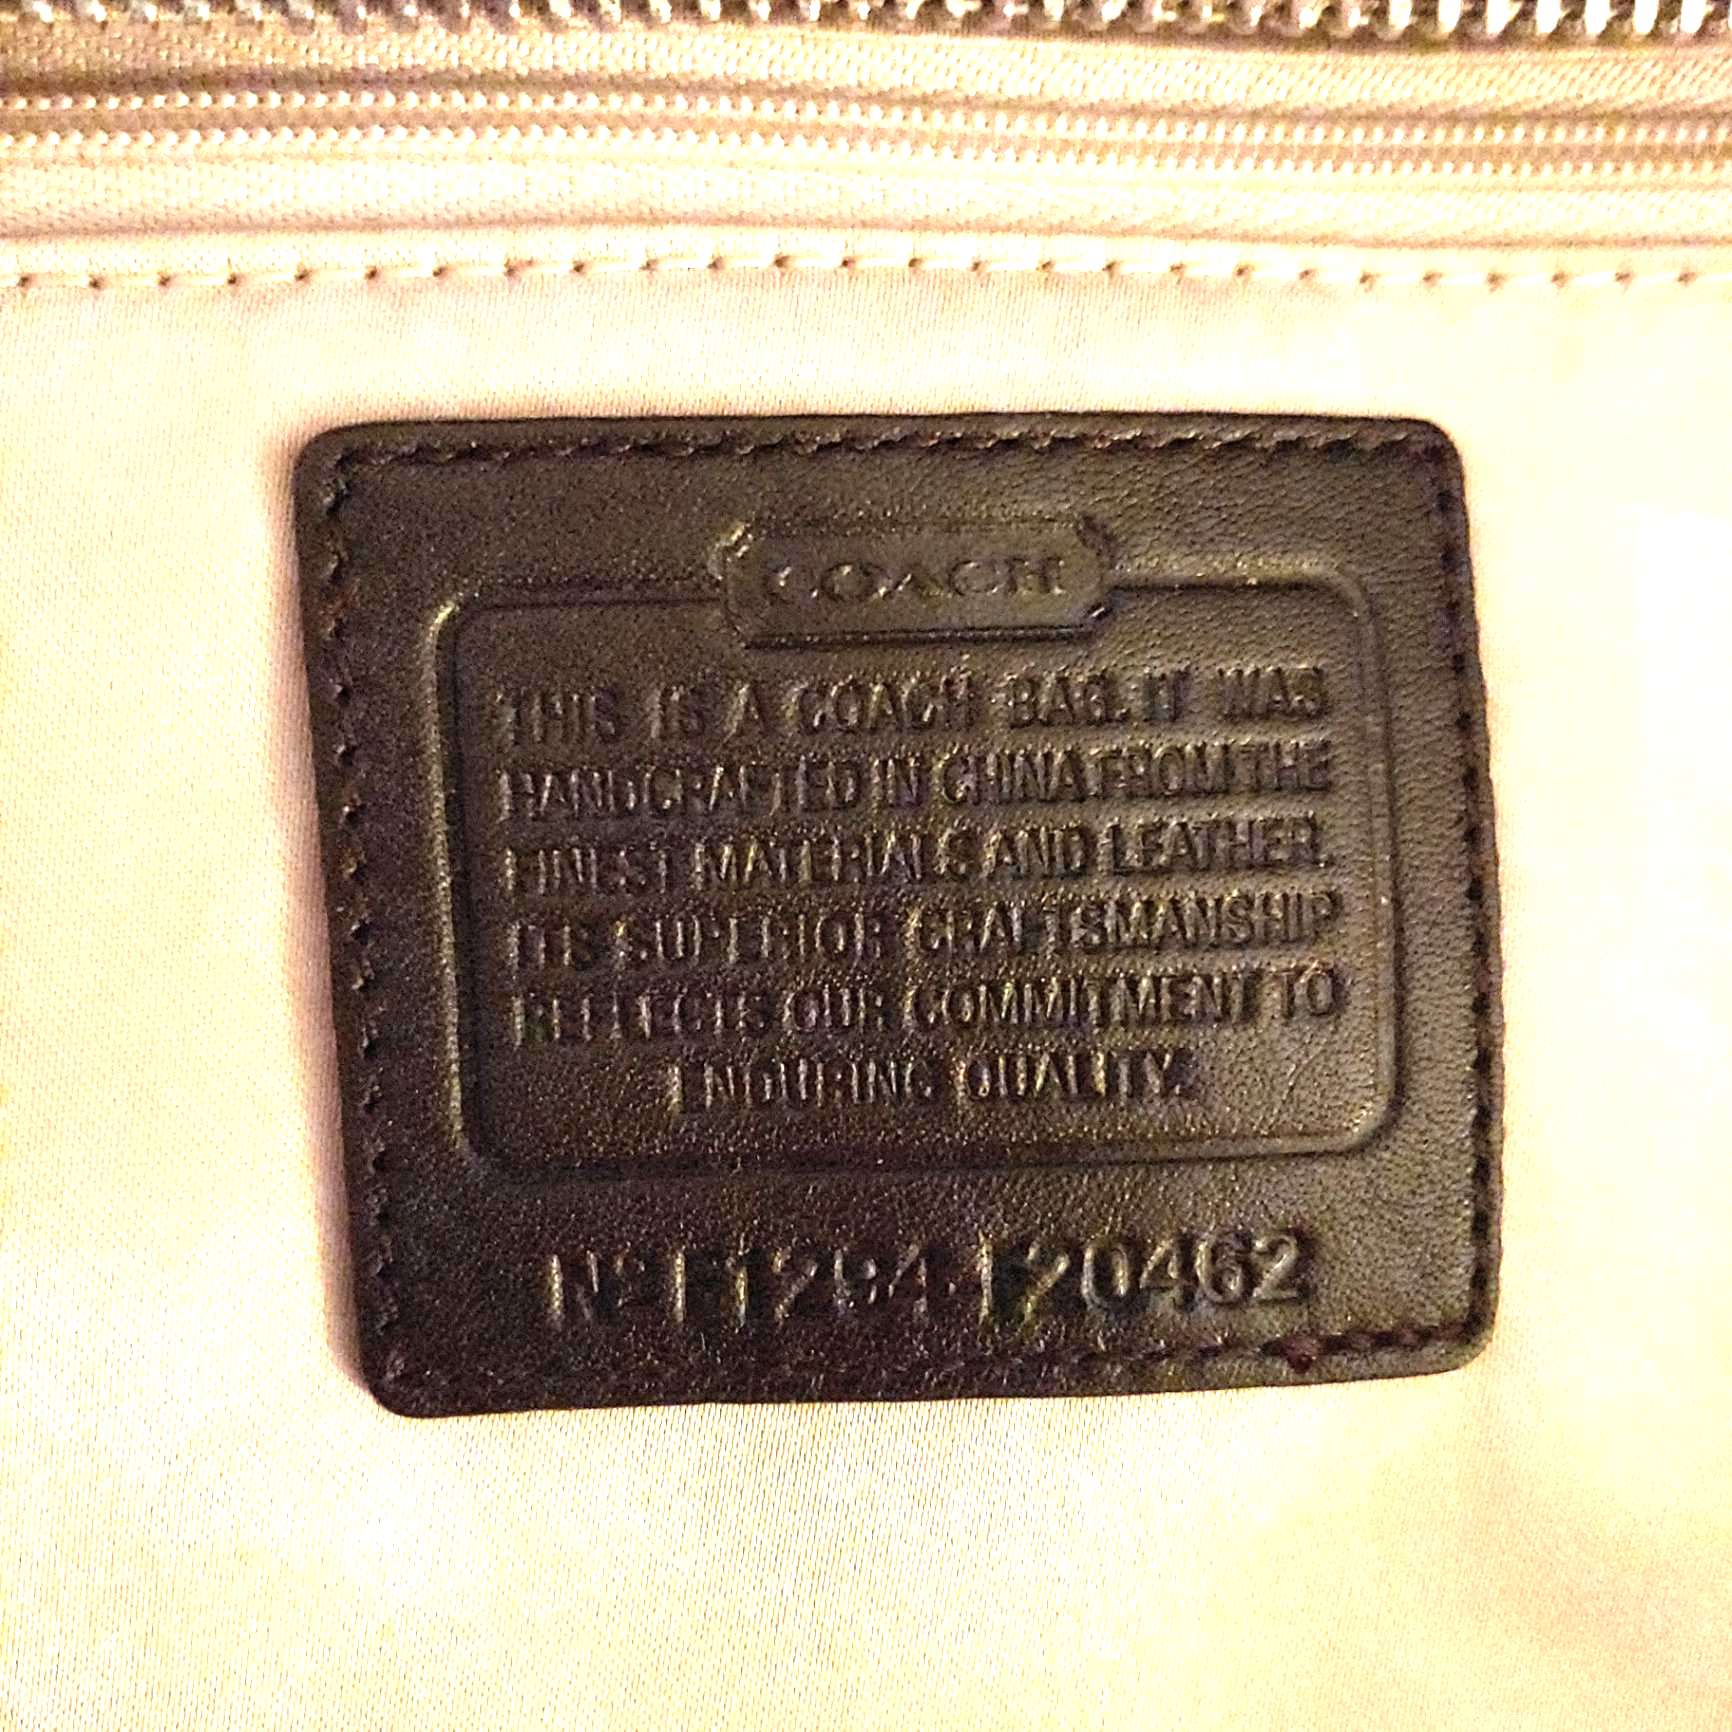 COACH
THIS IS A COACH BAG. IT WAS
HANDCRAFTED IN CHINA FROM THE
FINEST MATERIALS AND LEATHER.
ITS SUPERIOR CRAFTSMANSHIP
REFLECTS OUR COMMITMENT TO
ENDURING QUALITY.
Nº F1294-F20462